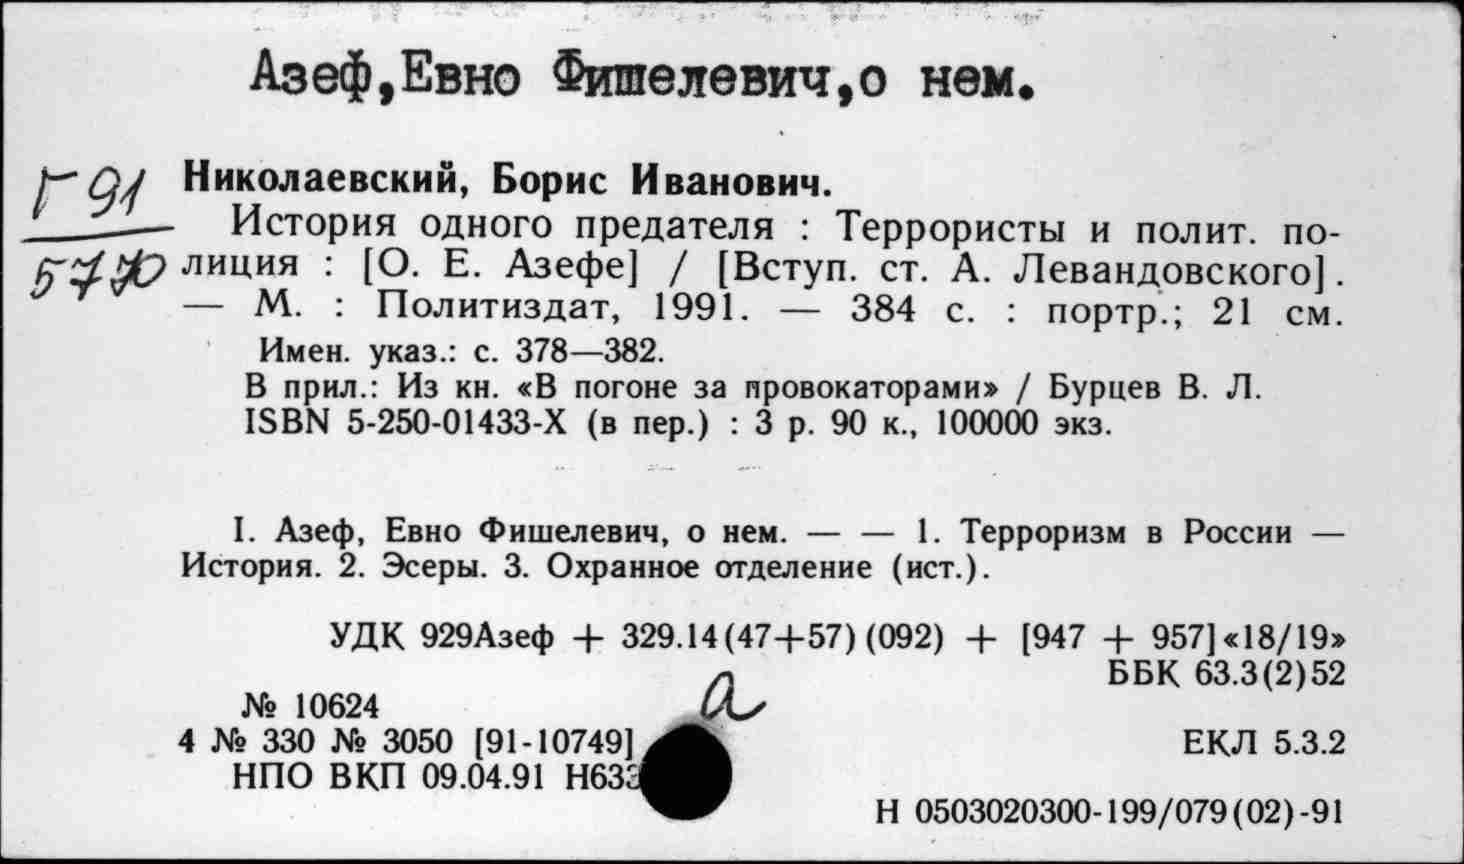 Азеф,Евно Фишелевич,о нем.
Г 91
Николаевский, Борис Иванович.
История одного предателя : Террористы и полит. по-
5770
лиция : [О. Е. Азефе] / [Вступ. ст. А. Левандовского].
— М. : Политиздат, 1991. — 384 с. : портр.; 21 см.
Имен. указ.: с. 378—382.
В прил.: Из кн. «В погоне за провокаторами» / Бурцев В. Л.
ISBN 5-250-01433-X (в пер.) : 3 р. 90 к., 100000 экз.
I. Азеф, Евно Фишелевич, о нем. — — 1. Терроризм в России —
История. 2. Эсеры. 3. Охранное отделение (ист.).
УДК 929Азеф + 329.14(47+57)(092) + [947 + 957]«18/19»
ББК 63.3(2)52
а
№ 10624
4 № 330 № 3050 [91-10749]
ЕКЛ 5.3.2
НПО ВКП 09.04.91 Н633
Н 0503020300-199/079(02)-91